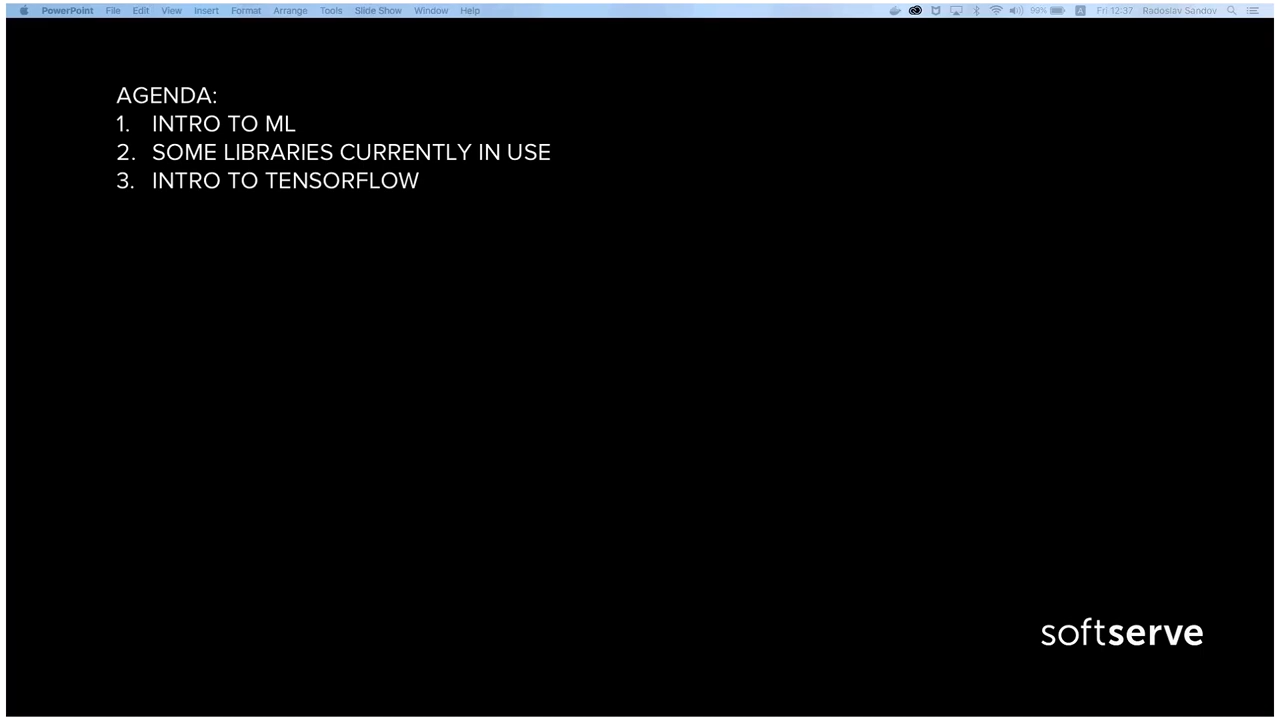 PowerPoint File Edit View Insert Format Arrange Tools Slide Show Window Help 99% A Fri 12:37 Radoslav Sandov
AGENDA:
1. INTRO TO ML
2. SOME LIBRARIES CURRENTLY IN USE
3. INTRO TO TENSORFLOW
softserve